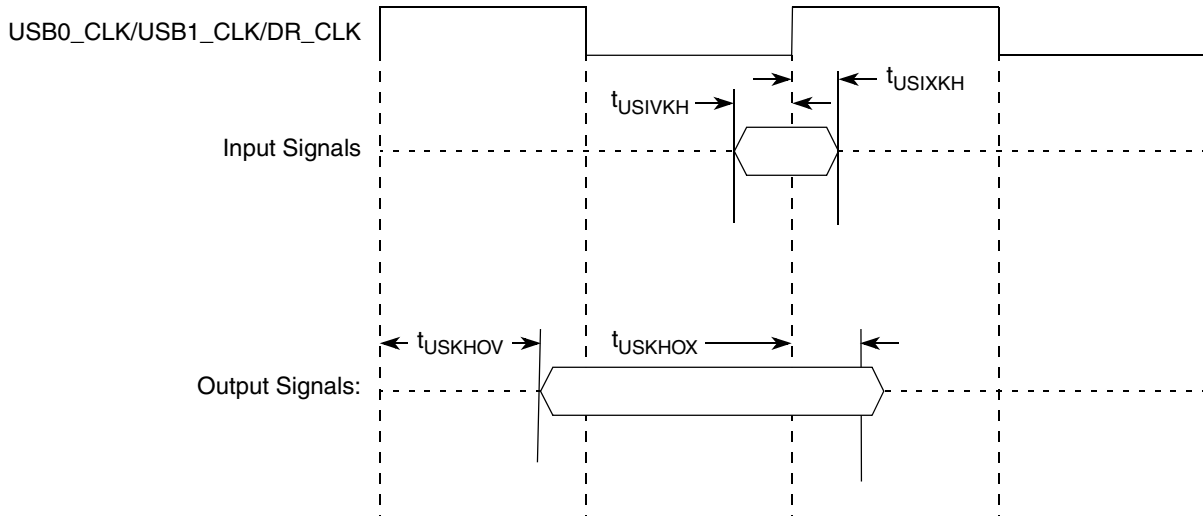 USB0_CLK/USB1_CLK/DR_CLK
tUSIXKH
tUSIVKH
Input Signals
tUSKHOV
tUSKHOX
Output Signals: